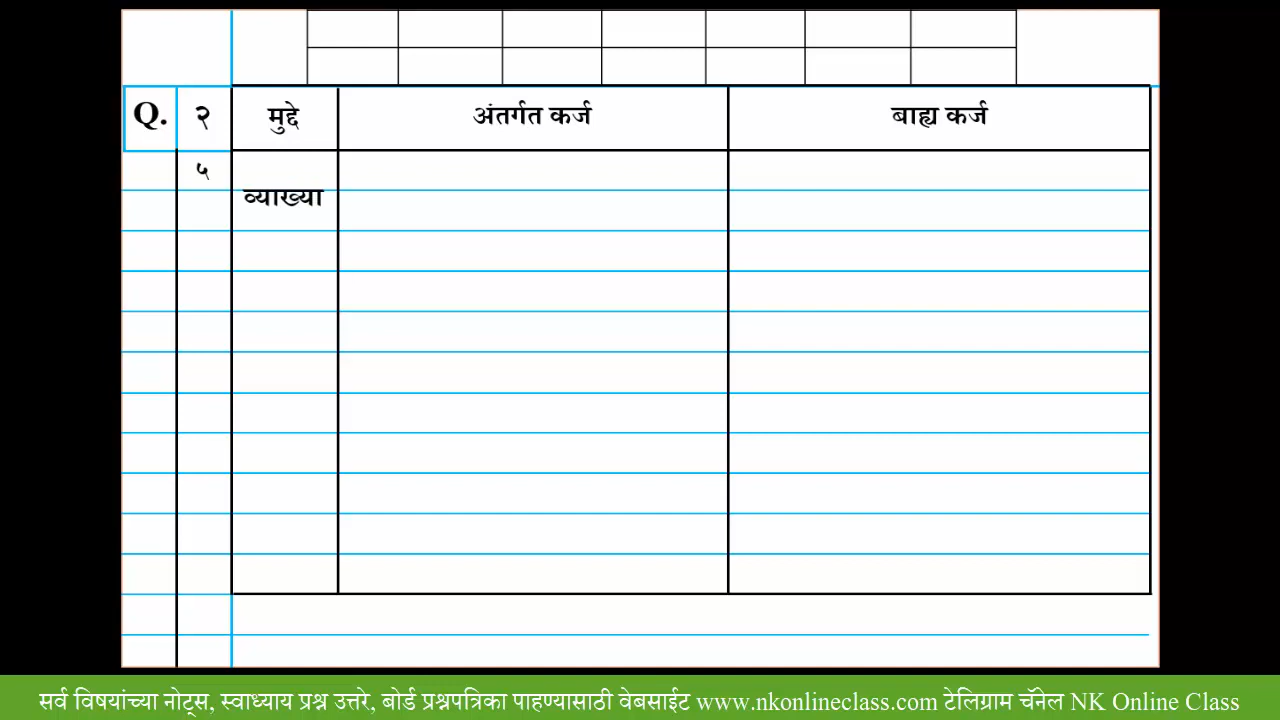 Q. २ मुद्दे अंतर्गत कर्ज बाह्य कर्ज
५
व्याख्या
सर्व विषयांच्या नोट्स, स्वाध्याय प्रश्न उत्तरे, बोर्ड प्रश्नपत्रिका पाहण्यासाठी वेबसाईट www.nkonlineclass.com टेलिग्राम चॅनेल NK Online Class